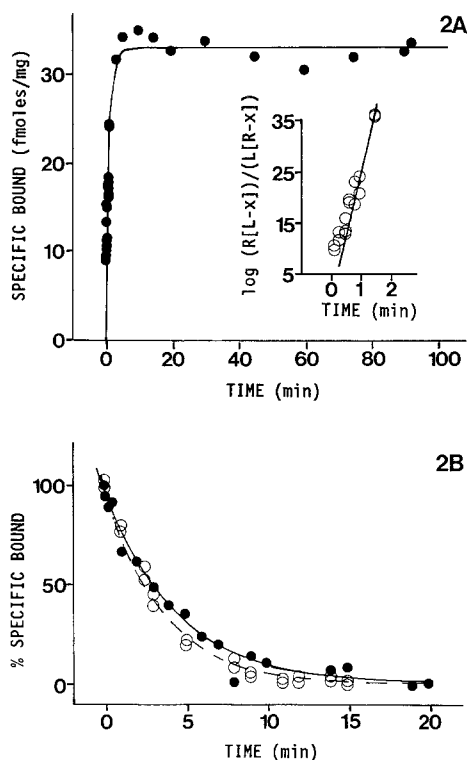 2A
SPECIFIC BOUND (fmoles/mg)
30
20
10
0
log (R[L-x])/(L[R-x])
35
25
15
5
0 1 2
TIME (min)
0 20 40 60 80 100
TIME (min)
2B
% SPECIFIC BOUND
100
50
0
0 5 10 15 20
TIME (min)